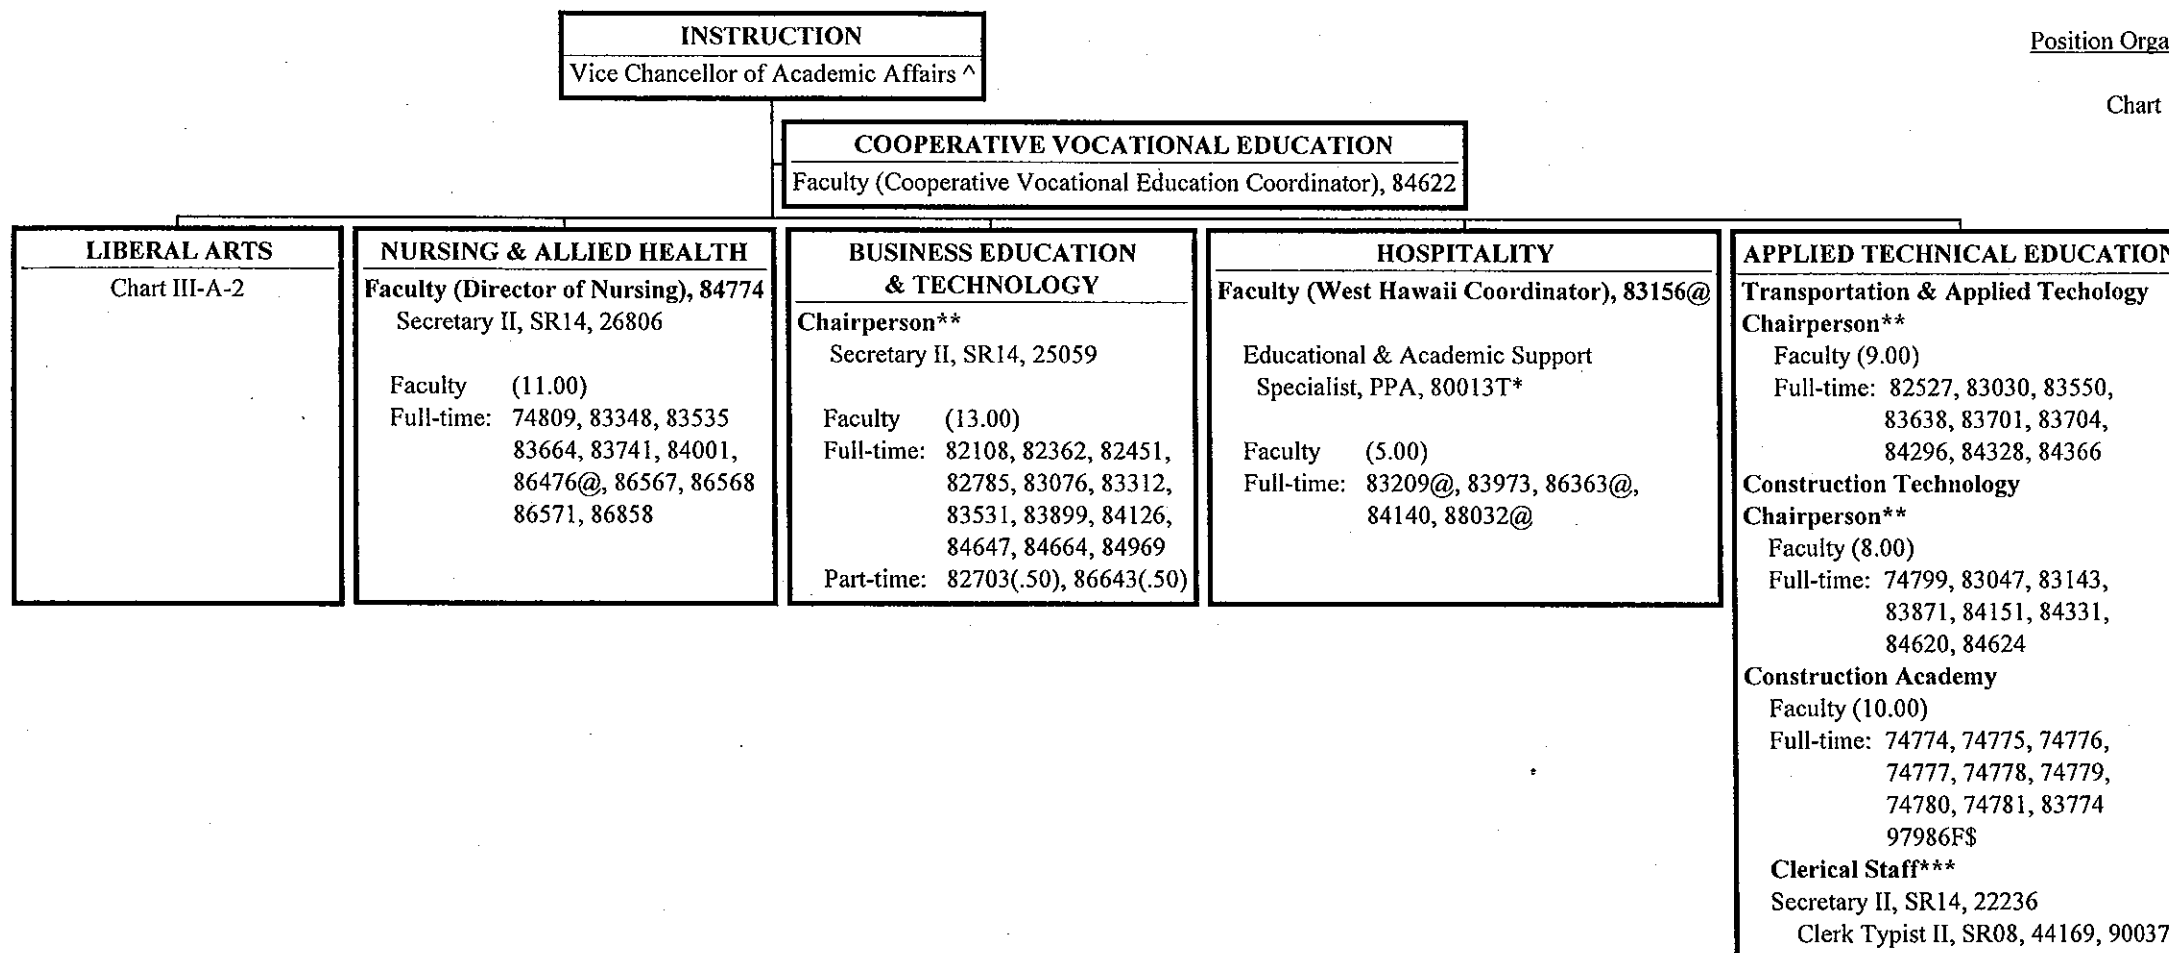 INSTRUCTION
Vice Chancellor of Academic Affairs ^
Position Orga
Chart
COOPERATIVE VOCATIONAL EDUCATION
Faculty (Cooperative Vocational Education Coordinator), 84622
LIBERAL ARTS
Chart III-A-2
NURSING & ALLIED HEALTH
Faculty (Director of Nursing), 84774
Secretary II, SR14, 26806
Faculty (11.00)
Full-time: 74809, 83348, 83535
83664, 83741, 84001,
86476@, 86567, 86568
86571, 86858
BUSINESS EDUCATION
& TECHNOLOGY
Chairperson**
Secretary II, SR14, 25059
Faculty (13.00)
Full-time: 82108, 82362, 82451,
82785, 83076, 83312,
83531, 83899, 84126,
84647, 84664, 84969
Part-time: 82703(.50), 86643(.50)
HOSPITALITY
Faculty (West Hawaii Coordinator), 83156@
Educational & Academic Support
Specialist, PPA, 80013T*
Faculty (5.00)
Full-time: 83209@, 83973, 86363@,
84140, 88032@
APPLIED TECHNICAL EDUCATION
Transportation & Applied Techology
Chairperson**
Faculty (9.00)
Full-time: 82527, 83030, 83550,
83638, 83701, 83704,
84296, 84328, 84366
Construction Technology
Chairperson**
Faculty (8.00)
Full-time: 74799, 83047, 83143,
83871, 84151, 84331,
84620, 84624
Construction Academy
Faculty (10.00)
Full-time: 74774, 74775, 74776,
74777, 74778, 74779,
74780, 74781, 83774
97986F$
Clerical Staff***
Secretary II, SR14, 22236
Clerk Typist II, SR08, 44169, 90037